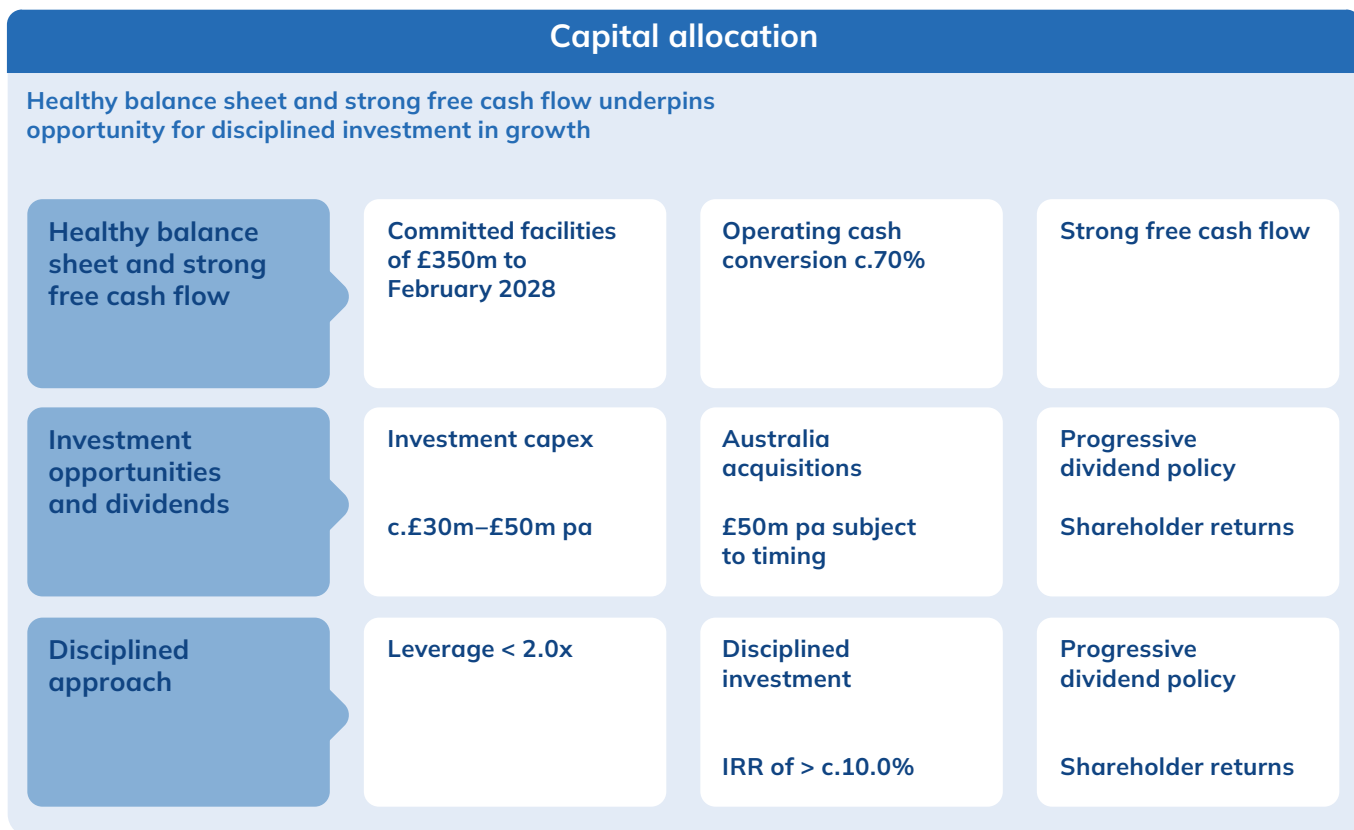 Capital allocation
Healthy balance sheet and strong free cash flow underpins
opportunity for disciplined investment in growth
Healthy balance
sheet and strong
free cash flow
Committed facilities
of £350m to
February 2028
Operating cash
conversion c.70%
Strong free cash flow
Investment
opportunities
and dividends
Investment capex
c.£30m–£50m pa
Australia
acquisitions
£50m pa subject
to timing
Progressive
dividend policy
Shareholder returns
Disciplined
approach
Leverage < 2.0x
Disciplined
investment
IRR of > c.10.0%
Progressive
dividend policy
Shareholder returns